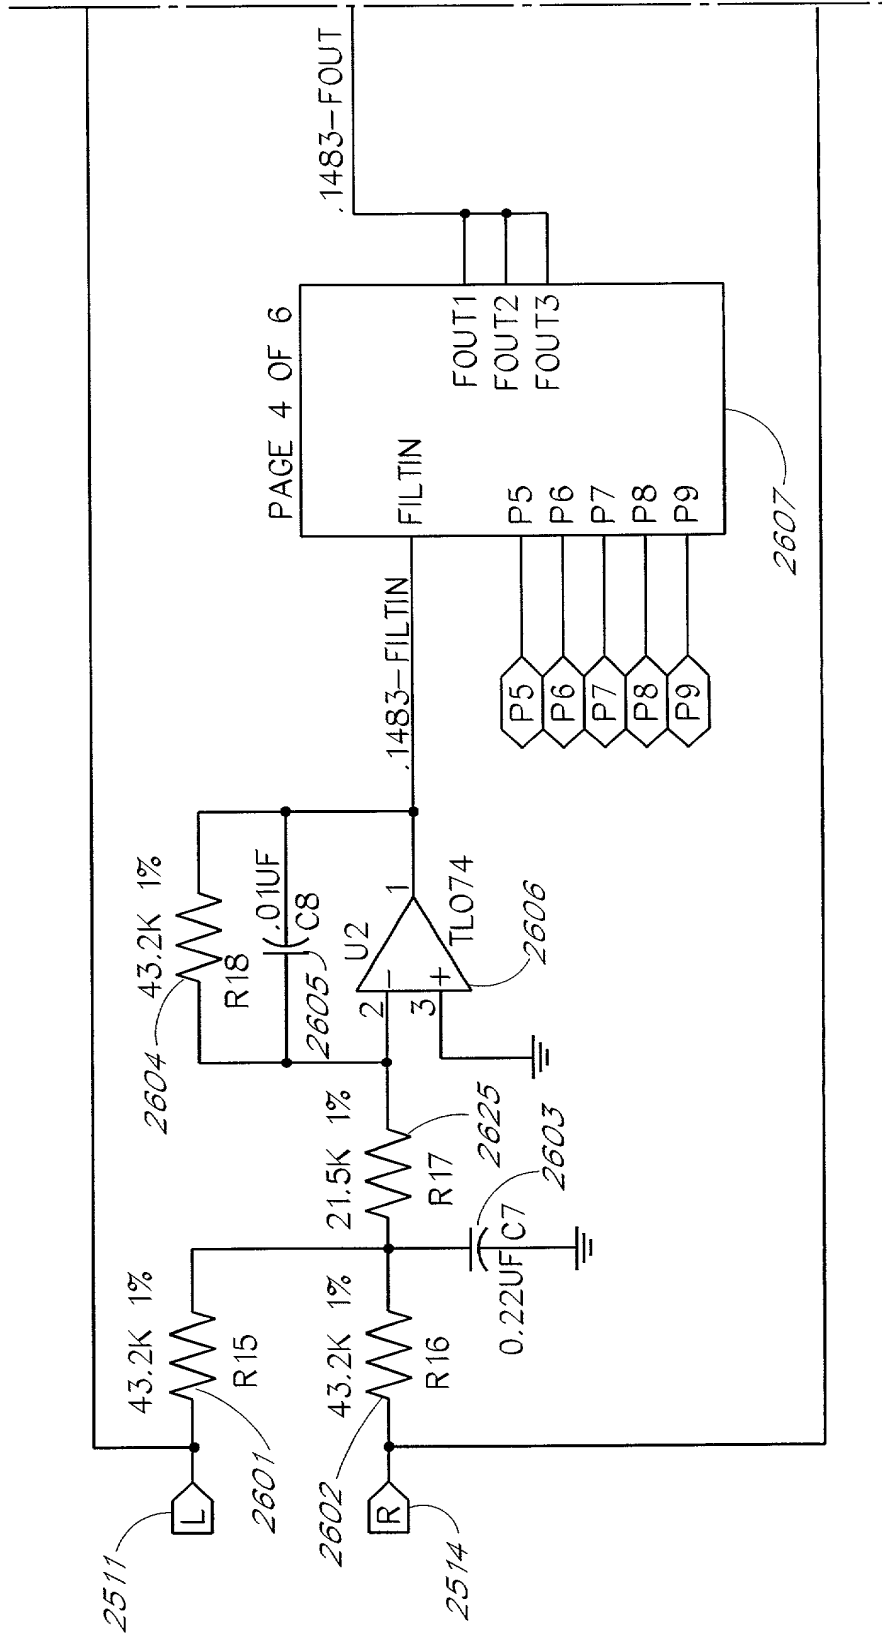 2511
L
43.2K 1%
R15
2601
43.2K 1%
R16
2602
R
2514
21.5K 1%
R17
2625
0.22UF C7
2603
2604
43.2K 1%
R18
.01UF
C8
2605
U2
2
3
1
TL074
2606
.1483-FILTIN
PAGE 4 OF 6
FILTIN
P5 P5
P6 P6
P7 P7
P8 P8
P9 P9
FOUT1
FOUT2
FOUT3
2607
.1483-FOUT